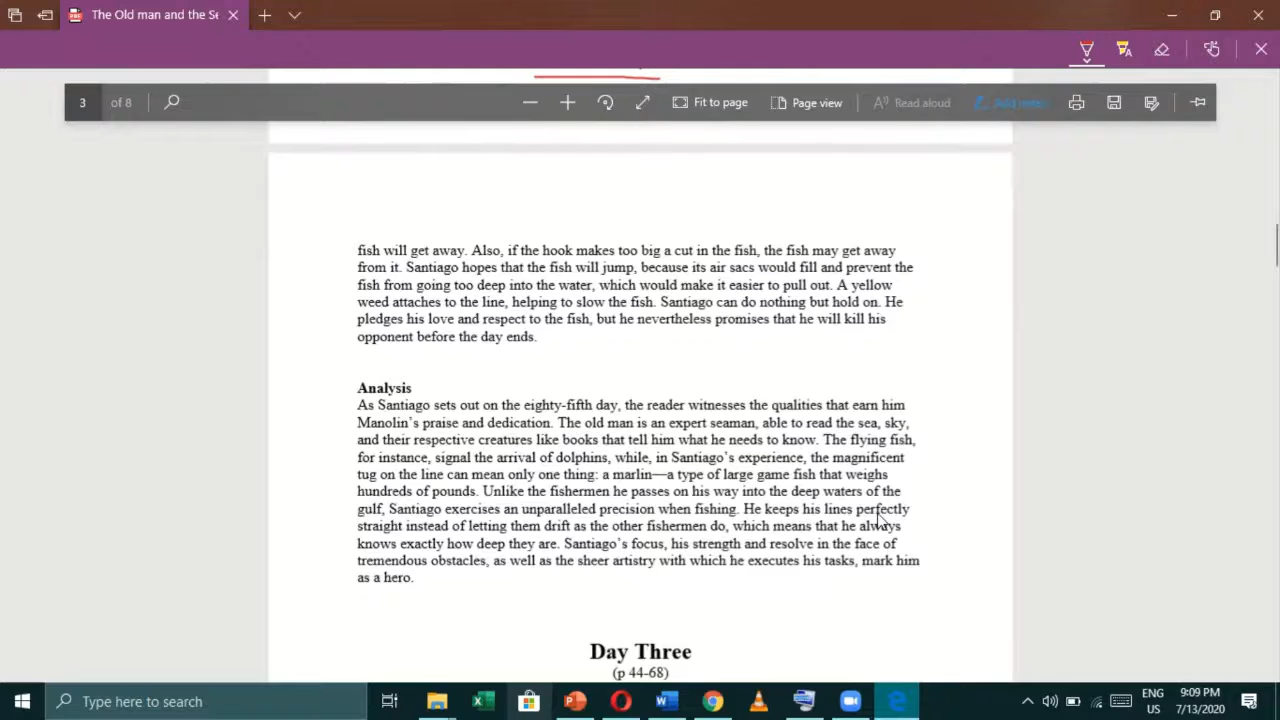 The Old man and the Se
3 of 8
Fit to page
Page view
Read aloud
Add notes
fish will get away. Also, if the hook makes too big a cut in the fish, the fish may get away
from it. Santiago hopes that the fish will jump, because its air sacs would fill and prevent the
fish from going too deep into the water, which would make it easier to pull out. A yellow
weed attaches to the line, helping to slow the fish. Santiago can do nothing but hold on. He
pledges his love and respect to the fish, but he nevertheless promises that he will kill his
opponent before the day ends.
Analysis
As Santiago sets out on the eighty-fifth day, the reader witnesses the qualities that earn him
Manolin's praise and dedication. The old man is an expert seaman, able to read the sea, sky,
and their respective creatures like books that tell him what he needs to know. The flying fish,
for instance, signal the arrival of dolphins, while, in Santiago's experience, the magnificent
tug on the line can mean only one thing: a marlin—a type of large game fish that weighs
hundreds of pounds. Unlike the fishermen he passes on his way into the deep waters of the
gulf, Santiago exercises an unparalleled precision when fishing. He keeps his lines perfectly
straight instead of letting them drift as the other fishermen do, which means that he always
knows exactly how deep they are. Santiago's focus, his strength and resolve in the face of
tremendous obstacles, as well as the sheer artistry with which he executes his tasks, mark him
as a hero.
Day Three
(p 44-68)
Type here to search
ENG
US
9:09 PM
7/13/2020